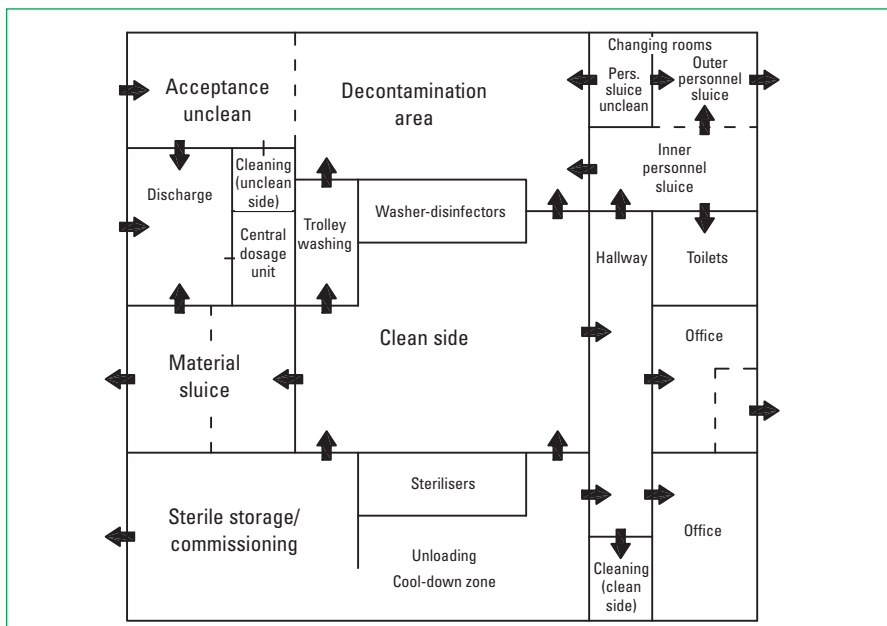 Changing rooms
Acceptance
unclean
Decontamination
area
Pers.
sluice
unclean
Outer
personnel
sluice
Discharge
Cleaning
(unclean
side)
Inner
personnel
sluice
Central
dosage
unit
Trolley
washing
Washer-disinfectors
Hallway
Toilets
Material
sluice
Clean side
Office
Sterile storage/
commissioning
Sterilisers
Unloading
Cool-down zone
Cleaning
(clean
side)
Office